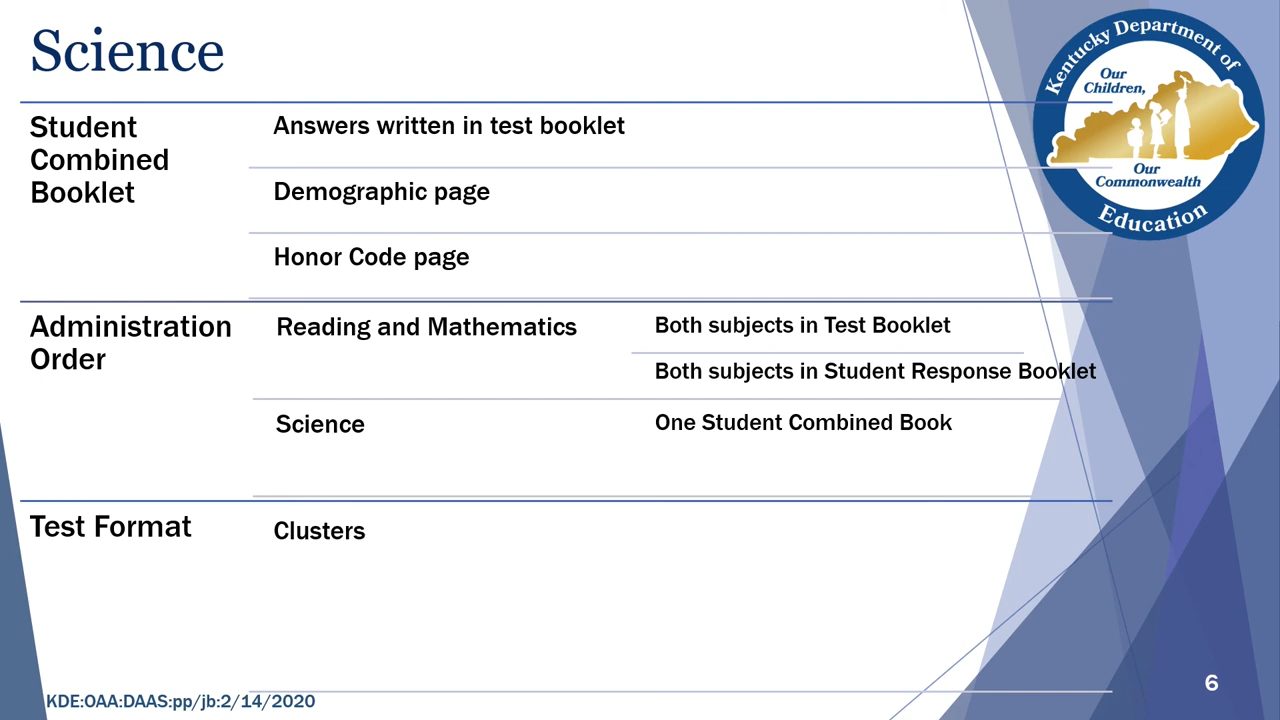 Science
Kentucky Department of
Our
Children,
Our
Commonwealth
Education
Student
Combined
Booklet
Answers written in test booklet
Demographic page
Honor Code page
Administration
Order
Reading and Mathematics
Both subjects in Test Booklet
Both subjects in Student Response Booklet
Science
One Student Combined Book
Test Format
Clusters
KDE:OAA:DAAS:pp/jb:2/14/2020
6